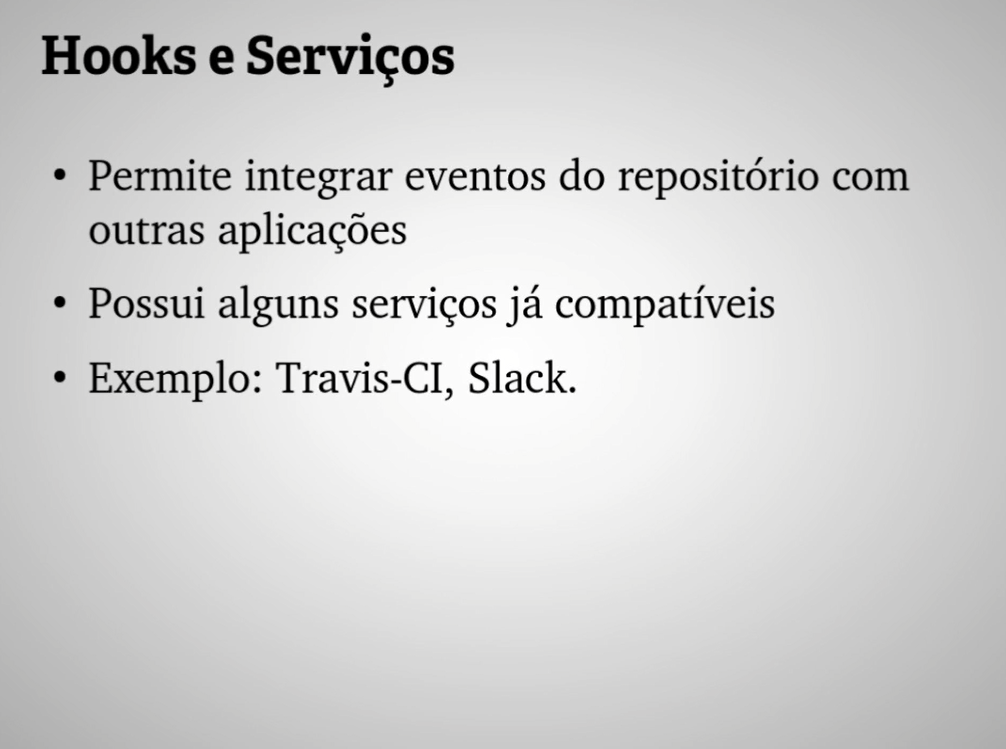 Hooks e Serviços
• Permite integrar eventos do repositório com
outras aplicações
• Possui alguns serviços já compatíveis
• Exemplo: Travis-CI, Slack.